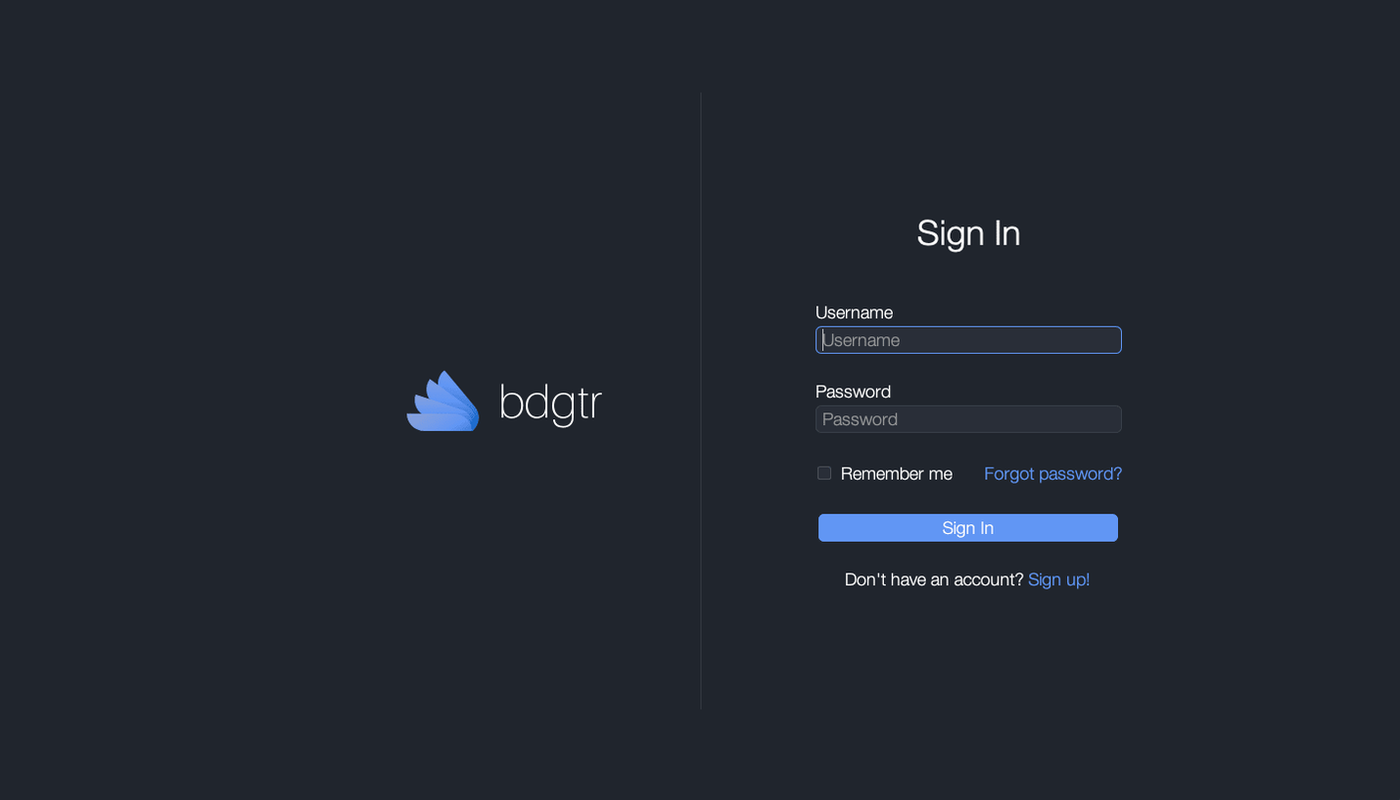 bdgtr
Sign In
Username
Username
Password
Password
Remember me Forgot password?
Sign In
Don't have an account? Sign up!